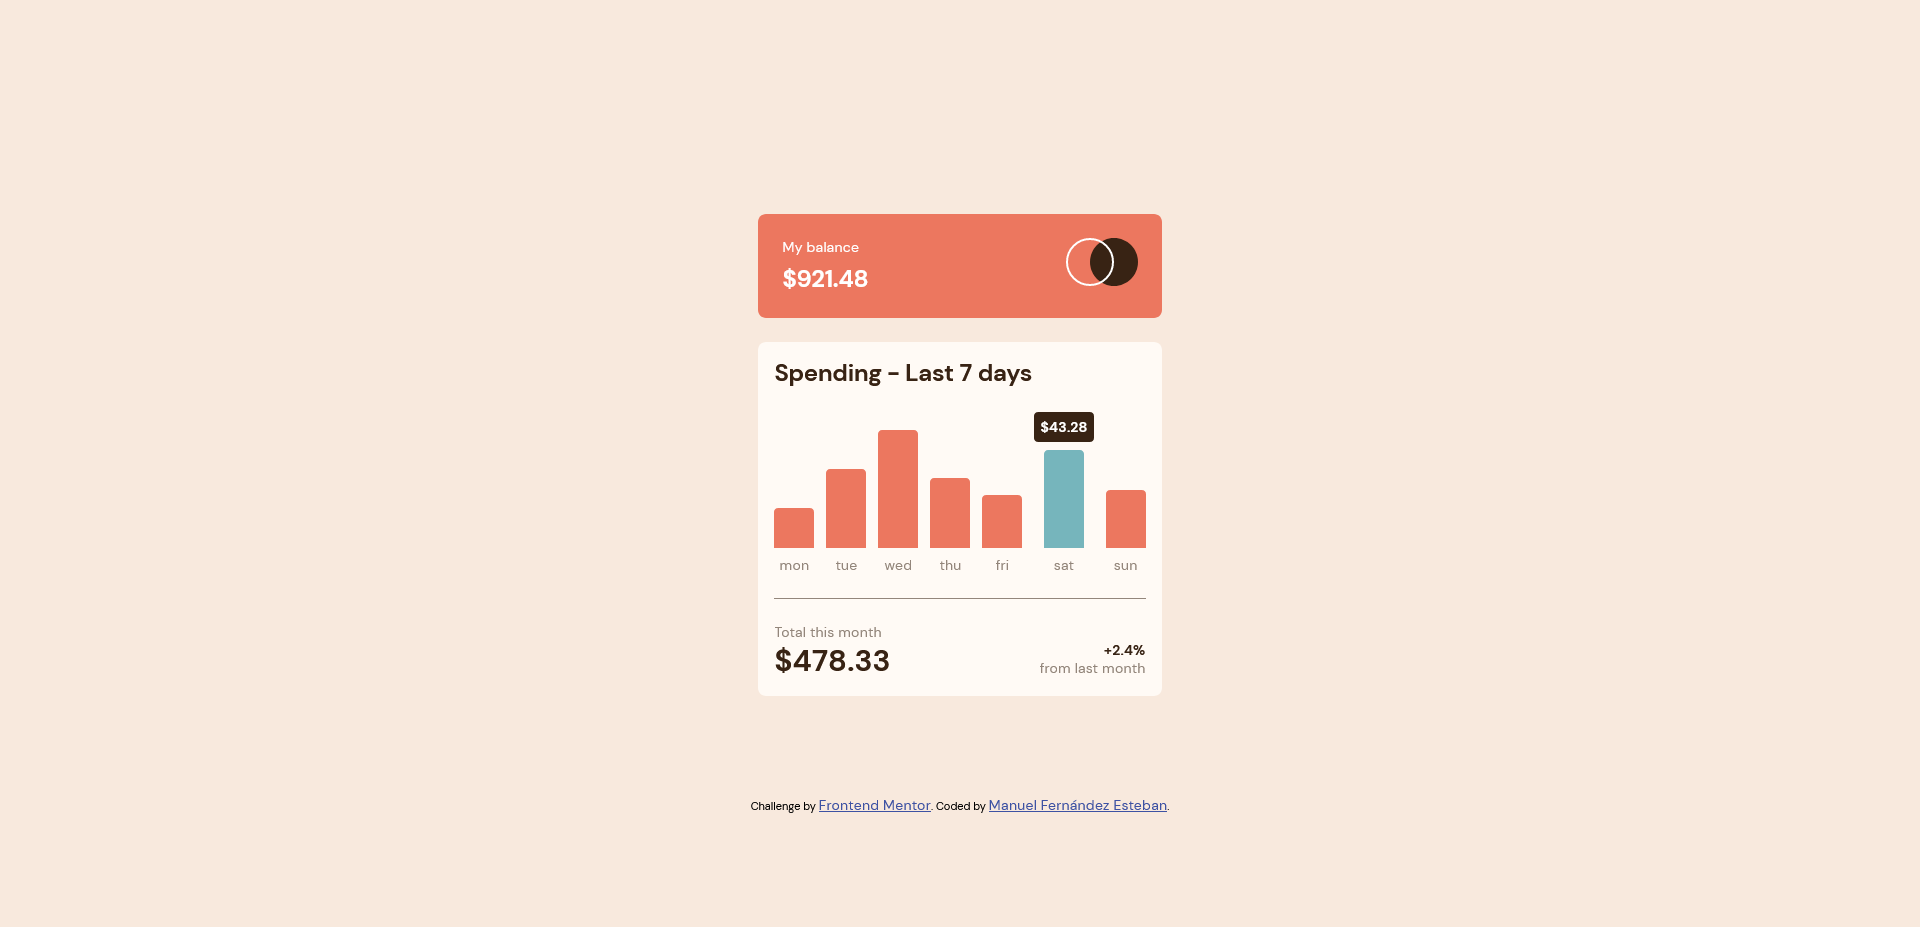 My balance
$921.48
Spending - Last 7 days
$43.28
mon tue wed thu fri sat sun
Total this month
$478.33
+2.4%
from last month
Challenge by Frontend Mentor. Coded by Manuel Fernández Esteban.